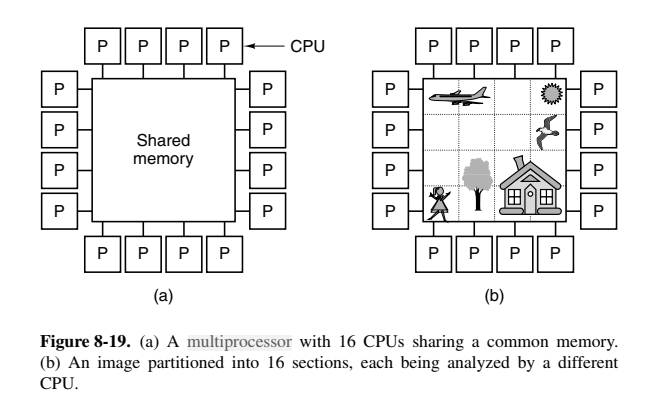 P P P P CPU P P P P
P P P P
P P Shared P P
memory
P P P P
P P P P
P P P P P P P P
(a) (b)
Figure 8-19. (a) A multiprocessor with 16 CPUs sharing a common memory.
(b) An image partitioned into 16 sections, each being analyzed by a different
CPU.